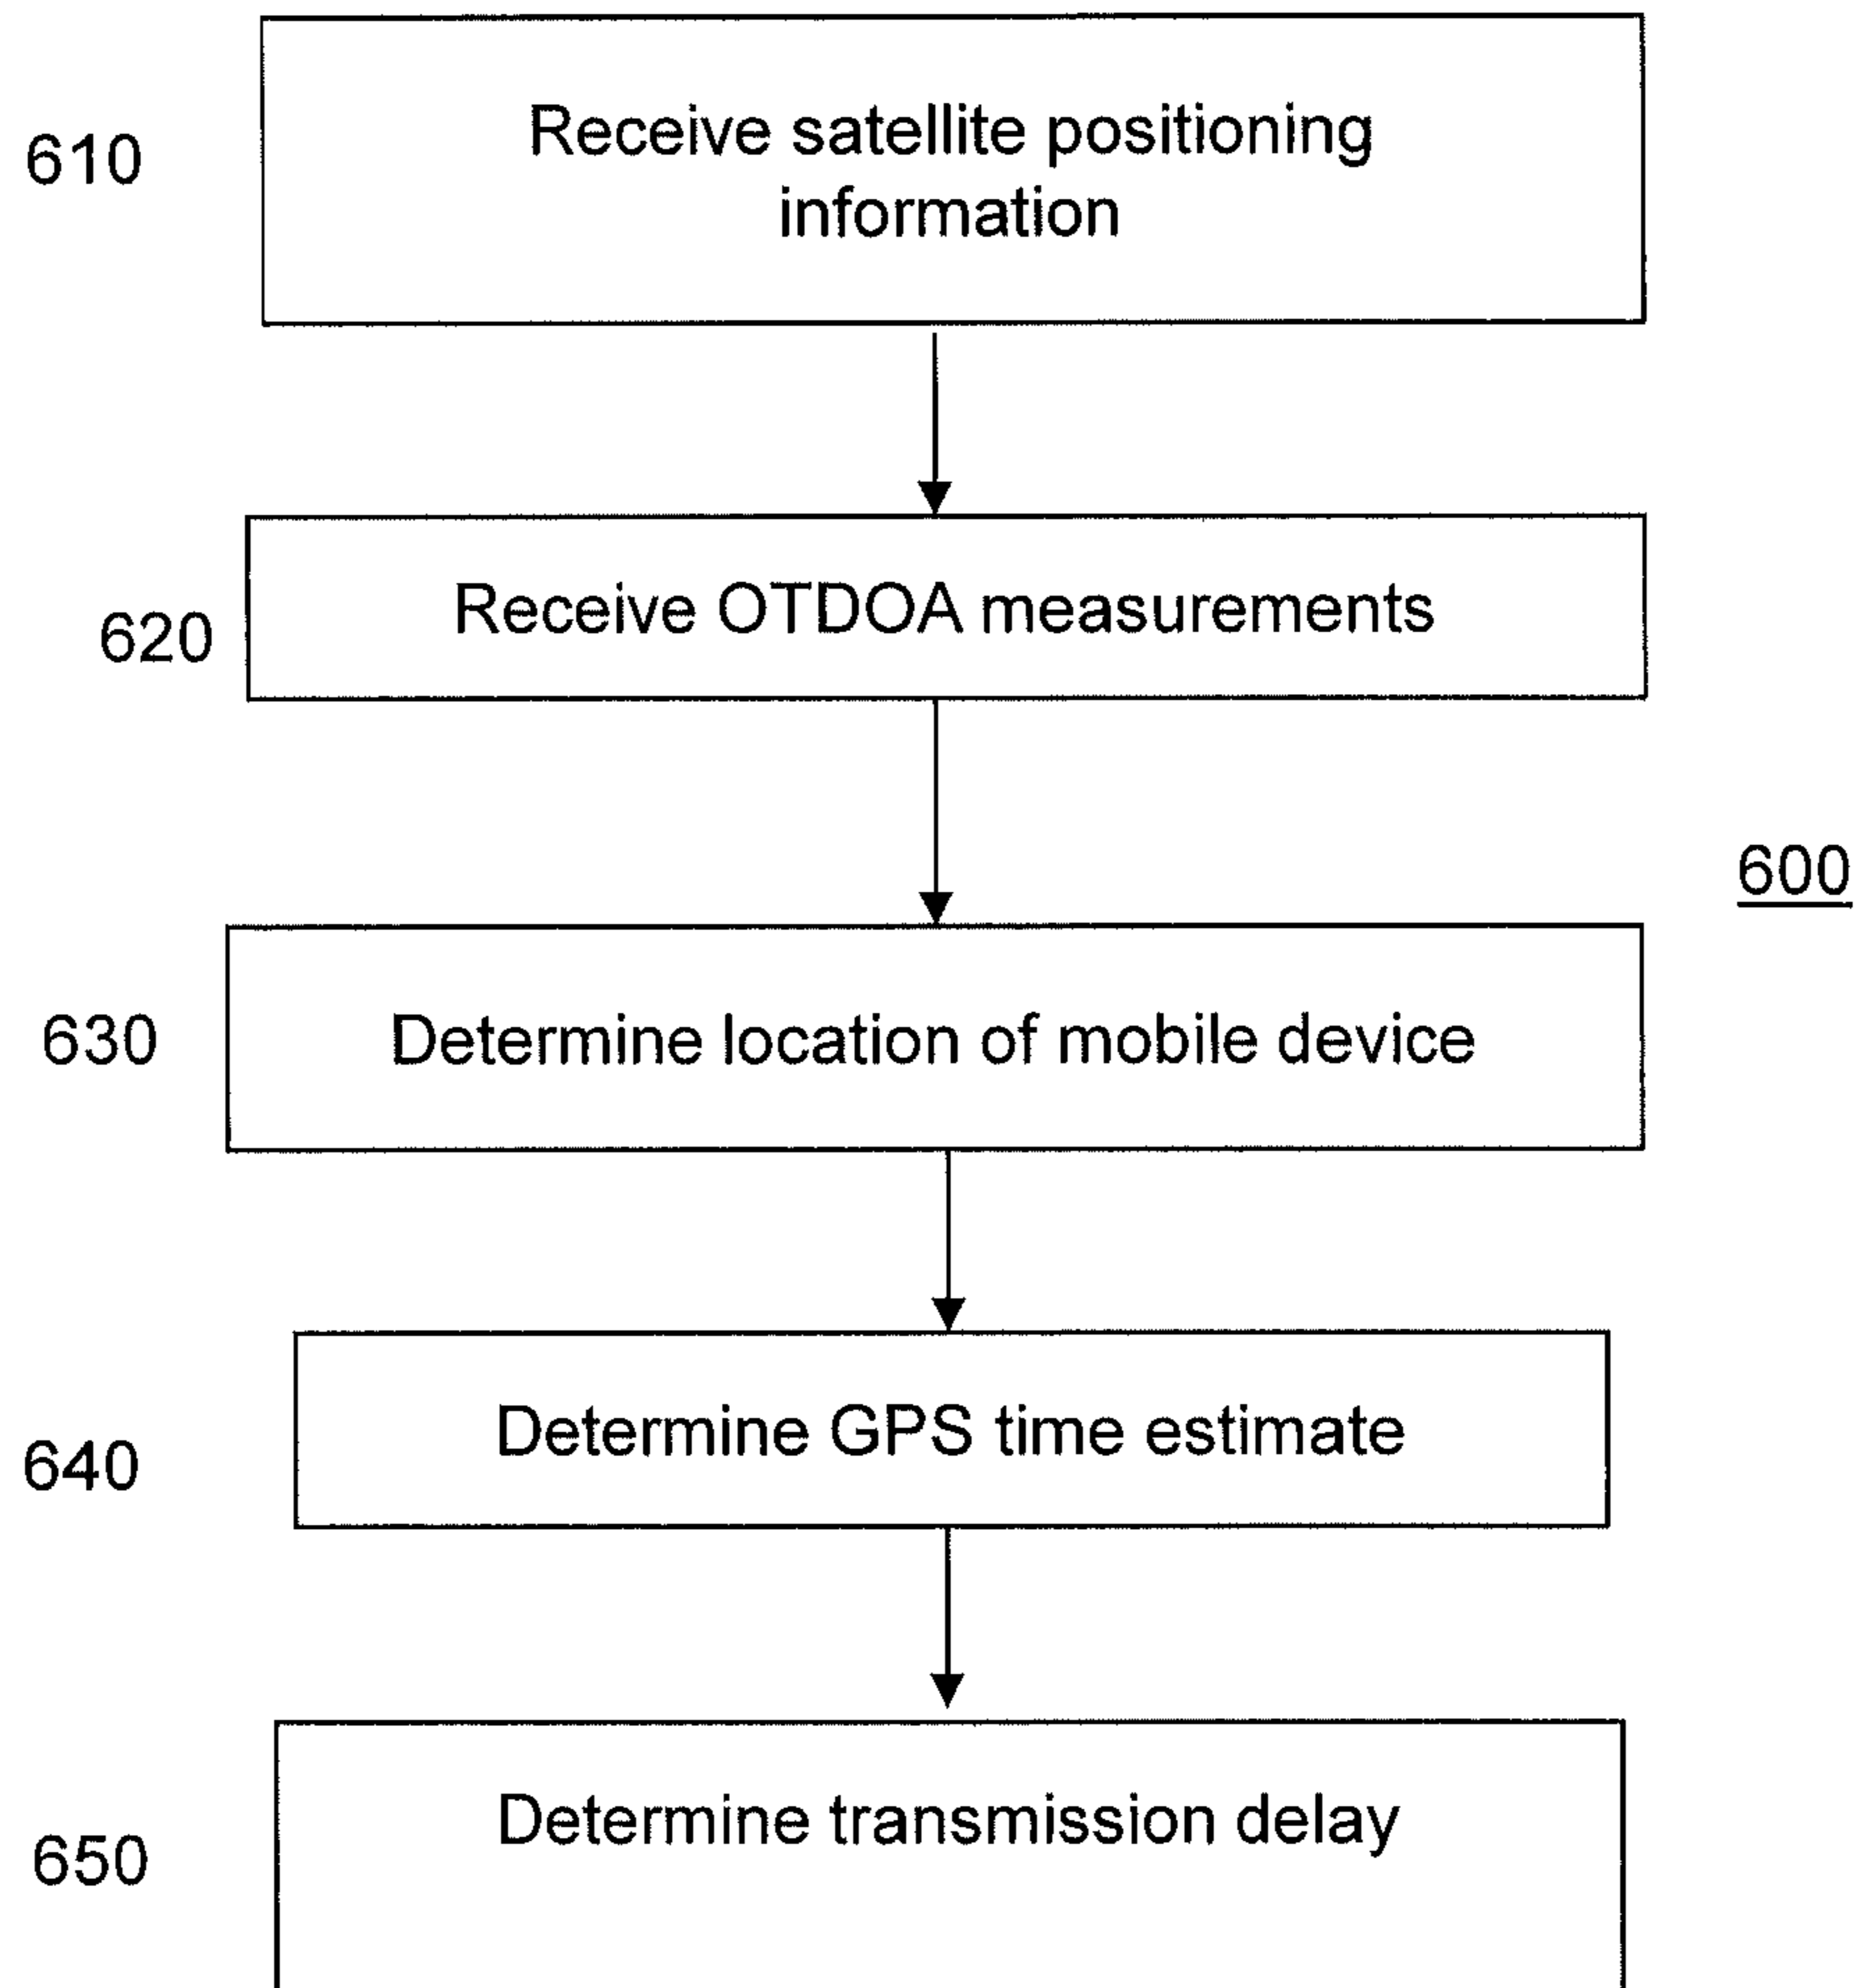 610
Receive satellite positioning
information
620
Receive OTDOA measurements
600
630
Determine location of mobile device
640
Determine GPS time estimate
650
Determine transmission delay